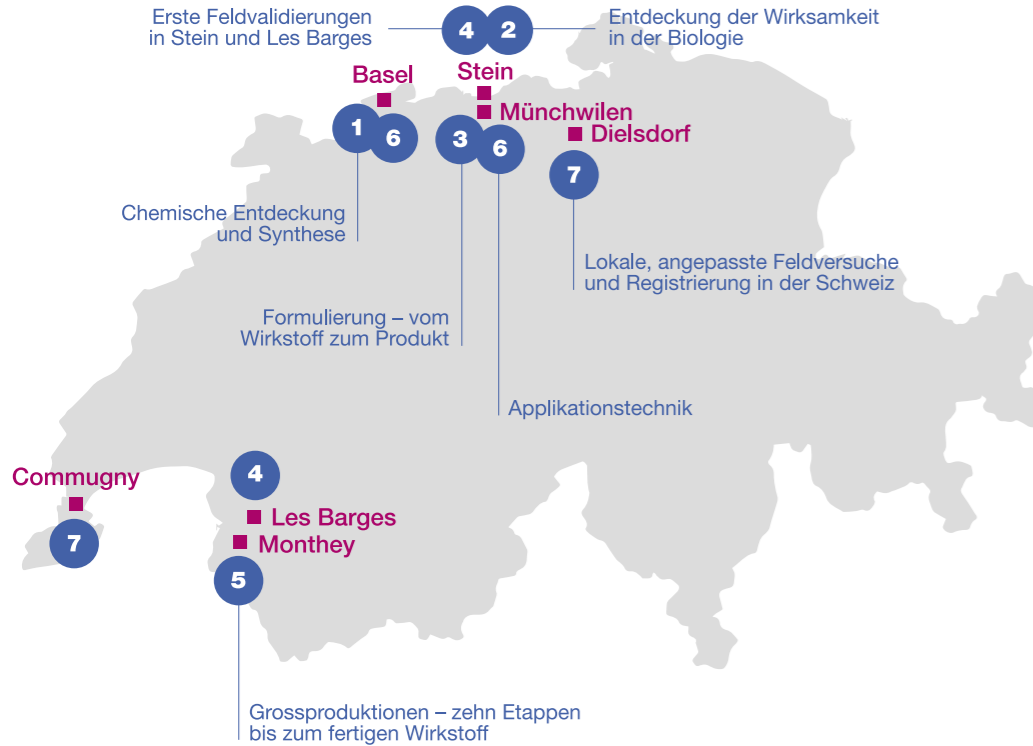 Erste Feldvalidierungen
in Stein und Les Barges
4
2
Entdeckung der Wirksamkeit
in der Biologie
Basel
Stein
Münchwilen
Dielsdorf
1
6
3
6
7
Chemische Entdeckung
und Synthese
Lokale, angepasste Feldversuche
und Registrierung in der Schweiz
Formulierung – vom
Wirkstoff zum Produkt
Applikationstechnik
Commugny
7
4
Les Barges
Monthey
5
Grossproduktionen – zehn Etappen
bis zum fertigen Wirkstoff